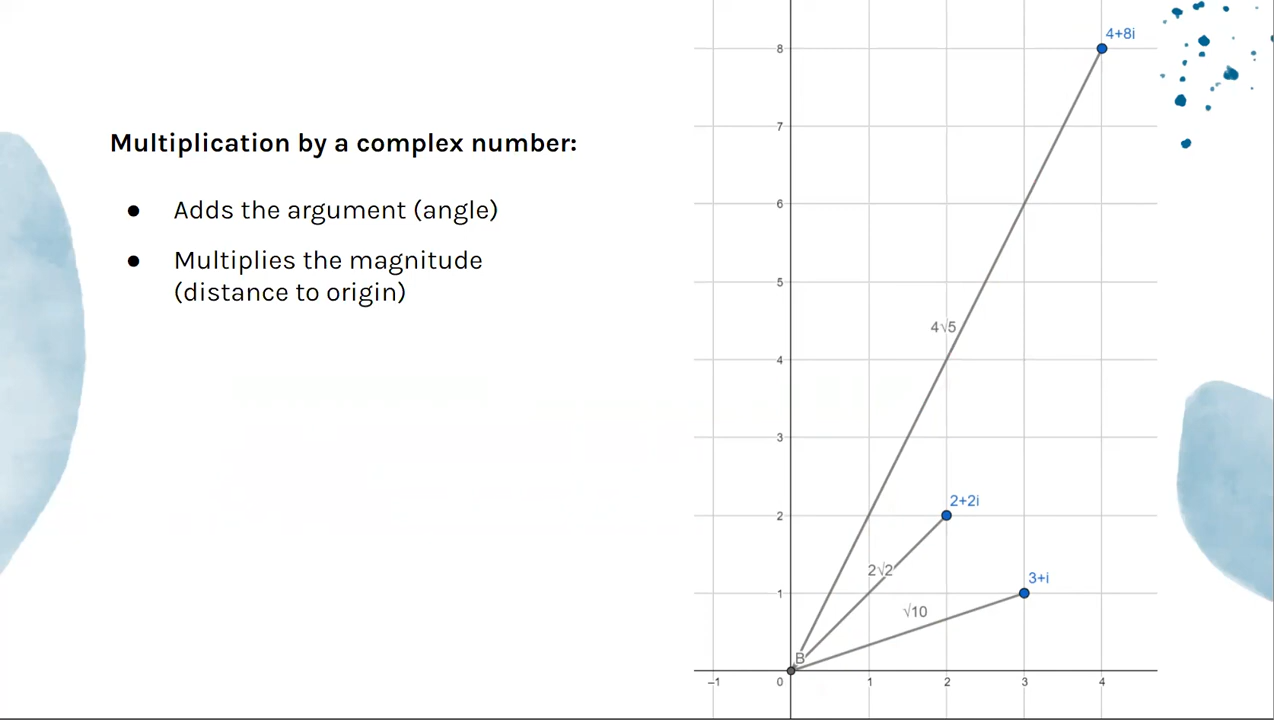 Multiplication by a complex number:
● Adds the argument (angle)
● Multiplies the magnitude
(distance to origin)
4+8i
8
7
6
5
4√5
4
3
2+2i
2
2√2
3+i
1
√10
B
–1
0
1
2
3
4